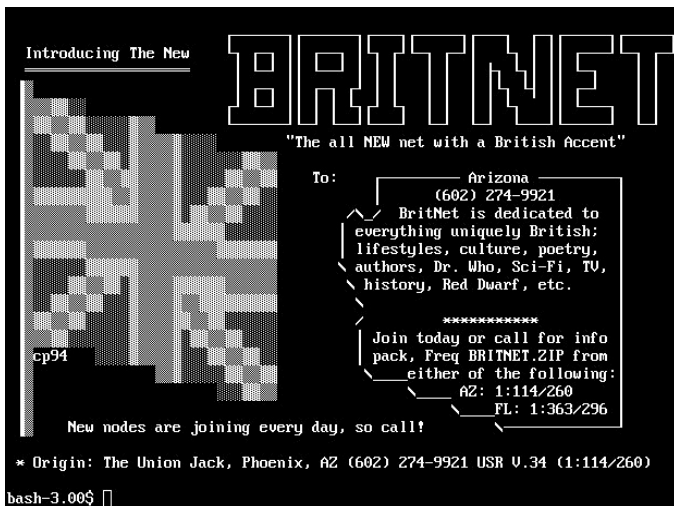 Introducing The New
BRITNET
"The all NEW net with a British Accent"
To:
Arizona
(602) 274-9921
BritNet is dedicated to
everything uniquely British;
lifestyles, culture, poetry,
authors, Dr. Who, Sci-Fi, TV,
history, Red Dwarf, etc.
***********
Join today or call for info
pack, Freq BRITNET.ZIP from
either of the following:
AZ: 1:114/260
FL: 1:363/296
cp94
New nodes are joining every day, so call!
* Origin: The Union Jack, Phoenix, AZ (602) 274-9921 USR V.34 (1:114/260)
bash-3.00$